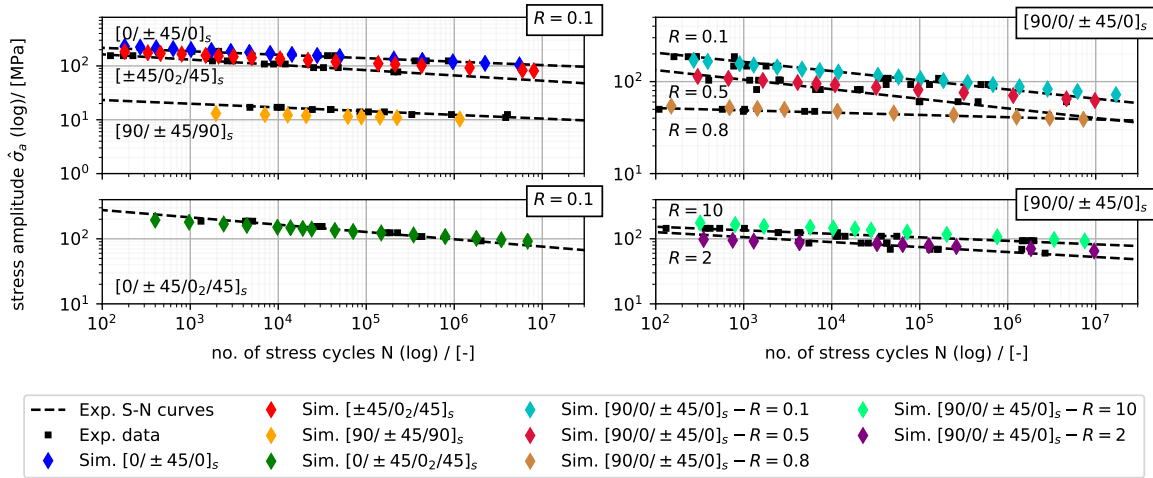 stress amplitude σ̂ₐ (log)/ [MPa]
[0/ ± 45/0]ₛ
R = 0.1
10²
[±45/0₂/45]ₛ
10¹
[90/ ± 45/90]ₛ
10⁰
[90/0/ ± 45/0]ₛ
R = 0.1
10²
R = 0.5
R = 0.8
10¹
R = 0.1
10²
[0/ ± 45/0₂/45]ₛ
10¹
10² 10³ 10⁴ 10⁵ 10⁶ 10⁷
no. of stress cycles N (log) / [-]
[90/0/ ± 45/0]ₛ
R = 10
10²
R = 2
10¹
10² 10³ 10⁴ 10⁵ 10⁶ 10⁷
no. of stress cycles N (log) / [-]
Exp. S-N curves
Exp. data
Sim. [0/ ± 45/0]ₛ
Sim. [±45/0₂/45]ₛ
Sim. [90/ ± 45/90]ₛ
Sim. [0/ ± 45/0₂/45]ₛ
Sim. [90/0/ ± 45/0]ₛ − R = 0.1
Sim. [90/0/ ± 45/0]ₛ − R = 0.5
Sim. [90/0/ ± 45/0]ₛ − R = 0.8
Sim. [90/0/ ± 45/0]ₛ − R = 10
Sim. [90/0/ ± 45/0]ₛ − R = 2